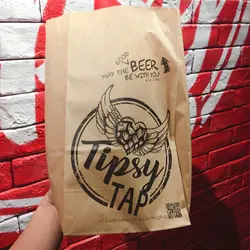 MAY THE BEER
BE WITH YOU
Tipsy
TAP